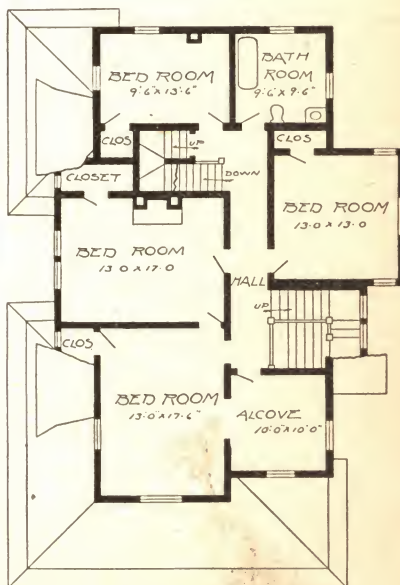 BED ROOM
9'6" X 13'6"
BATH
ROOM
9'6" X 9'6"
CLOS
UP
CLOS
CLOSET
DOWN
BED ROOM
13·0 X 13·0
BED ROOM
13·0 X 17·0
HALL
UP
CLOS
BED ROOM
13'0" X 17'6"
ALCOVE
10'0" X 10'0"